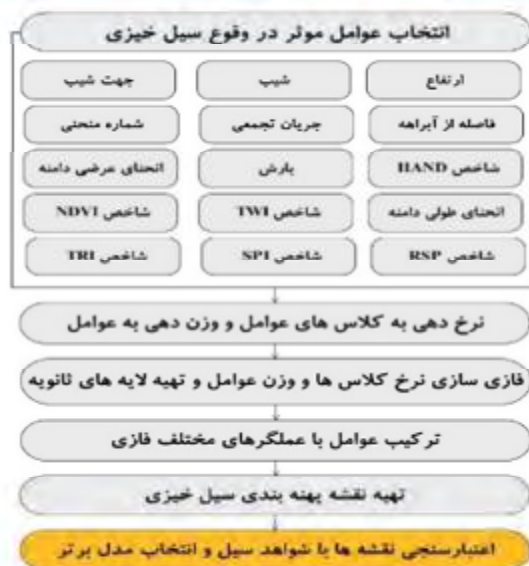 انتخاب عوامل موثر در وقوع سیل خیزی
ارتفاع
شیب
جهت شیب
فاصله از آبراهه
جریان تجمعی
شماره منحنی
شاخص HAND
بارش
انحنای عرضی دامنه
انحنای طولی دامنه
شاخص TWI
شاخص NDVI
شاخص RSP
شاخص SPI
شاخص TRI
نرخ دهی به کلاس های عوامل و وزن دهی به عوامل
فازی سازی نرخ کلاس ها و وزن عوامل و تهیه لایه های ثانویه
ترکیب عوامل با عملگرهای مختلف فازی
تهیه نقشه پهنه بندی سیل خیزی
اعتبارسنجی نقشه ها با شواهد سیل و انتخاب مدل برتر